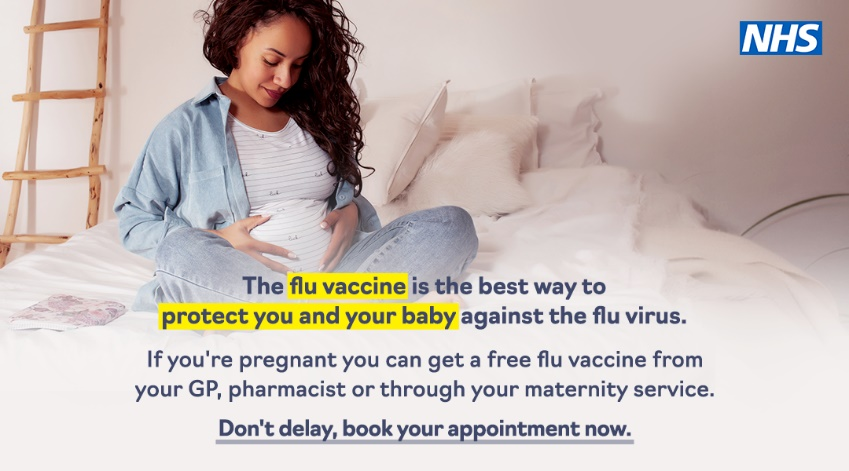 NHS
The flu vaccine is the best way to
protect you and your baby against the flu virus.
If you're pregnant you can get a free flu vaccine from
your GP, pharmacist or through your maternity service.
Don't delay, book your appointment now.